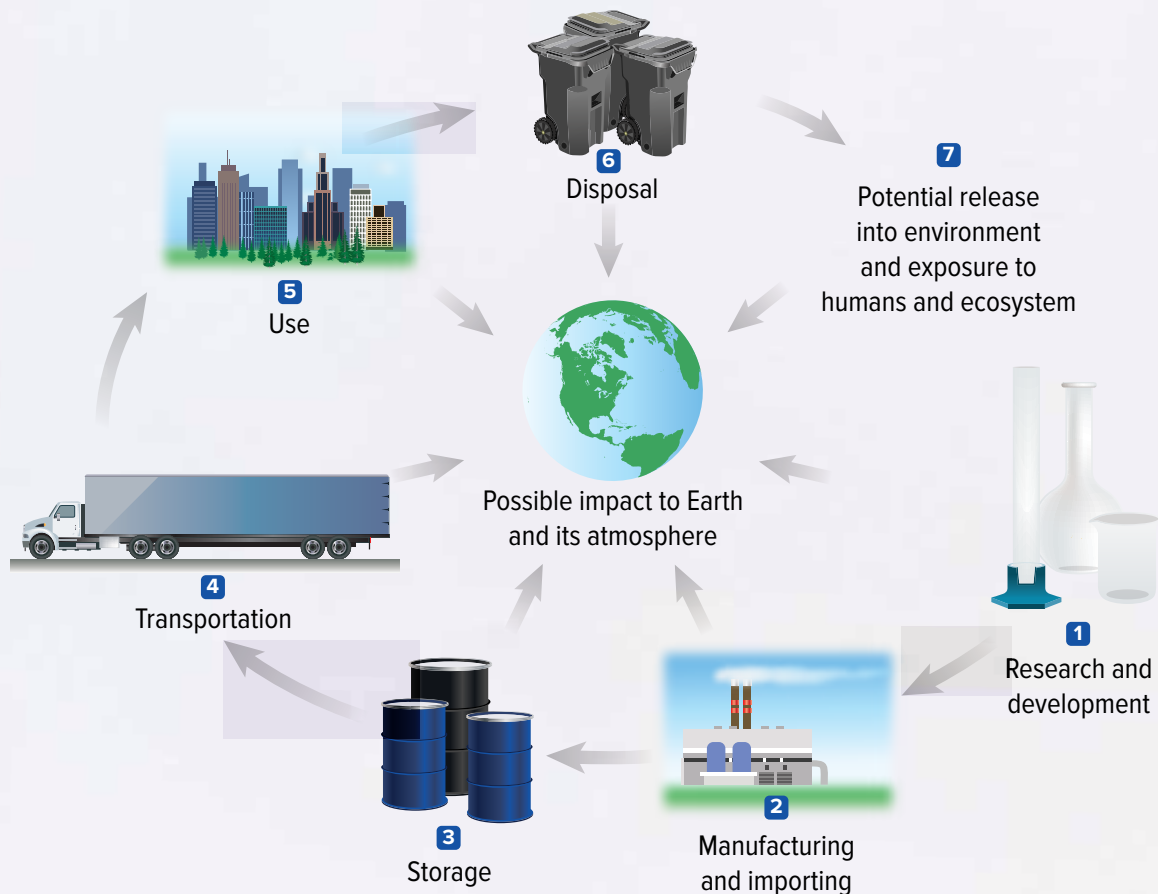 6
Disposal
7
Potential release
into environment
and exposure to
humans and ecosystem
5
Use
Possible impact to Earth
and its atmosphere
4
Transportation
1
Research and
development
3
Storage
2
Manufacturing
and importing